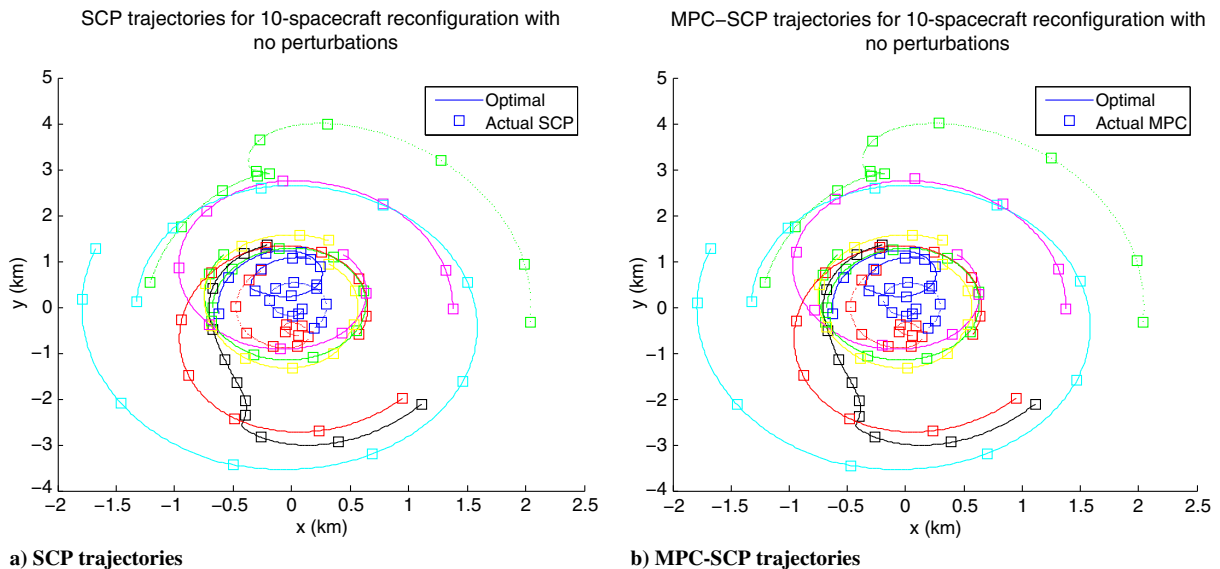 SCP trajectories for 10-spacecraft reconfiguration with
no perturbations
5
4
3
2
1
0
−1
−2
−3
−4
y (km)
−2
−1.5
−1
−0.5
0
0.5
1
1.5
2
2.5
x (km)
Optimal
Actual SCP
a) SCP trajectories
MPC−SCP trajectories for 10-spacecraft reconfiguration with
no perturbations
5
4
3
2
1
0
−1
−2
−3
−4
y (km)
−2
−1.5
−1
−0.5
0
0.5
1
1.5
2
2.5
x (km)
Optimal
Actual MPC
b) MPC-SCP trajectories